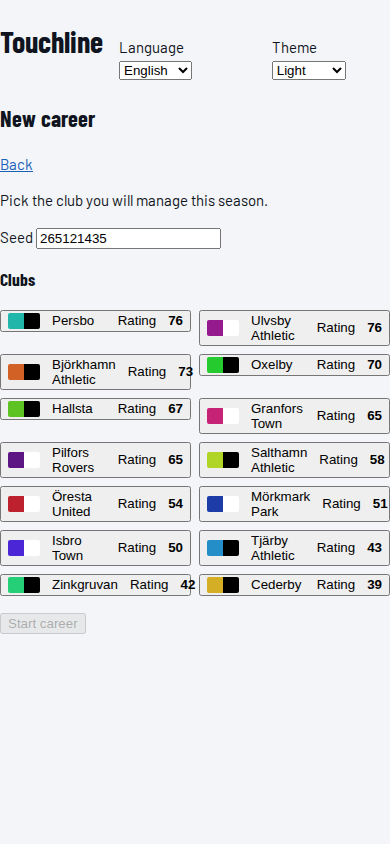 Touchline
Language
Theme
English
Light
New career
Back
Pick the club you will manage this season.
Seed 265121435
Clubs
Persbo Rating 76
Ulvsby Athletic Rating 76
Björkhamn Athletic Rating 73
Oxelby Rating 70
Hallsta Rating 67
Granfors Town Rating 65
Pilfors Rovers Rating 65
Salthamn Athletic Rating 58
Öresta United Rating 54
Mörkmark Park Rating 51
Isbro Town Rating 50
Tjärby Athletic Rating 43
Zinkgruvan Rating 42
Cederby Rating 39
Start career